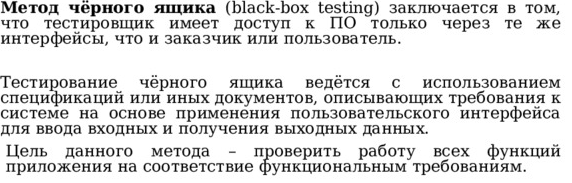 Метод чёрного ящика (black-box testing) заключается в том,
что тестировщик имеет доступ к ПО только через те же
интерфейсы, что и заказчик или пользователь.
Тестирование чёрного ящика ведётся с использованием
спецификаций или иных документов, описывающих требования к
системе на основе применения пользовательского интерфейса
для ввода входных и получения выходных данных.
Цель данного метода – проверить работу всех функций
приложения на соответствие функциональным требованиям.